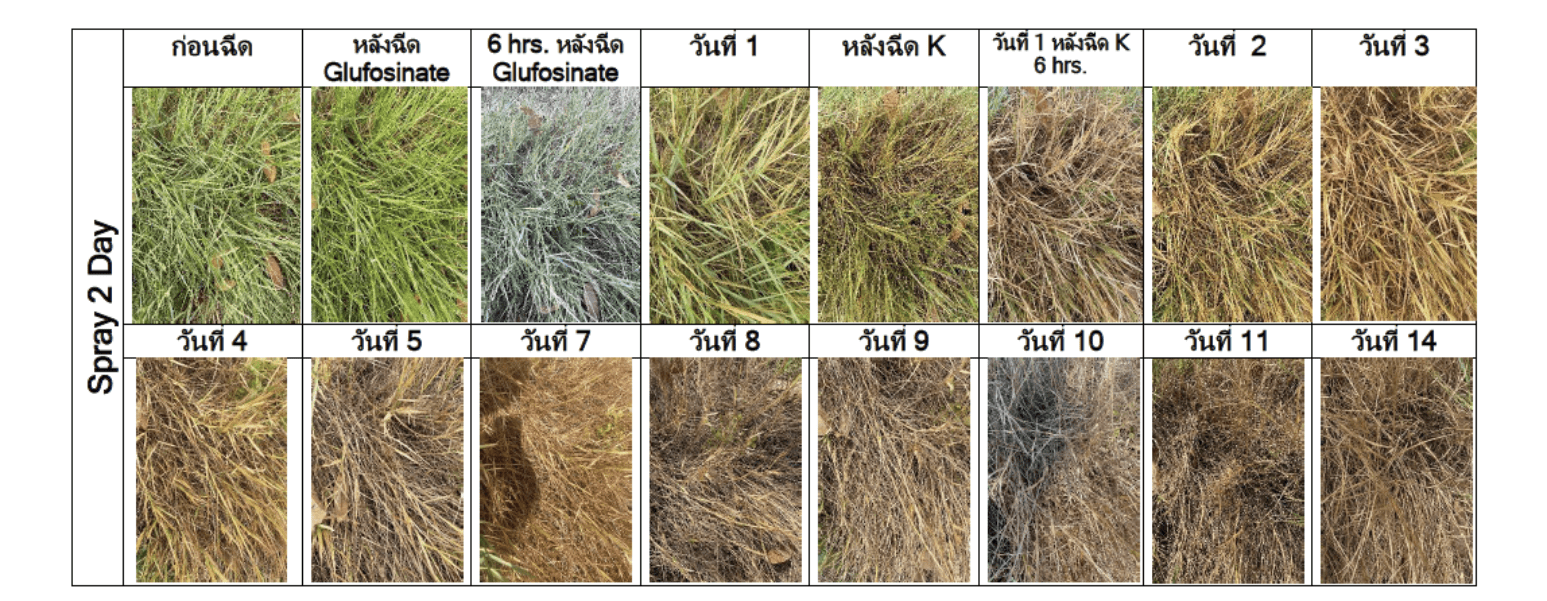 Spray 2 Day
ก่อนฉีด
หลังฉีด
Glufosinate
6 hrs. หลังฉีด
Glufosinate
วันที่ 1
หลังฉีด K
วันที่ 1 หลังฉีด K
6 hrs.
วันที่ 2
วันที่ 3
วันที่ 4
วันที่ 5
วันที่ 7
วันที่ 8
วันที่ 9
วันที่ 10
วันที่ 11
วันที่ 14